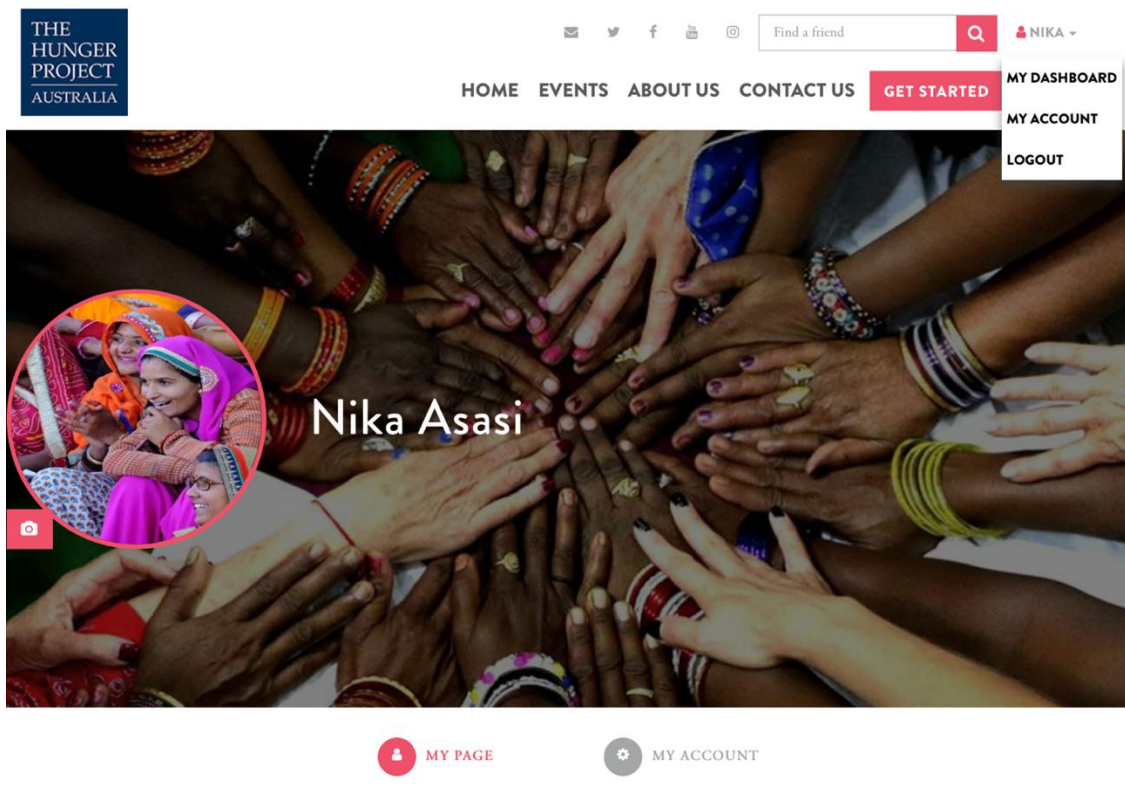 THE
HUNGER
PROJECT
AUSTRALIA
Find a friend
NIKA
HOME EVENTS ABOUT US CONTACT US GET STARTED
MY DASHBOARD
MY ACCOUNT
LOGOUT
Nika Asasi
MY PAGE MY ACCOUNT